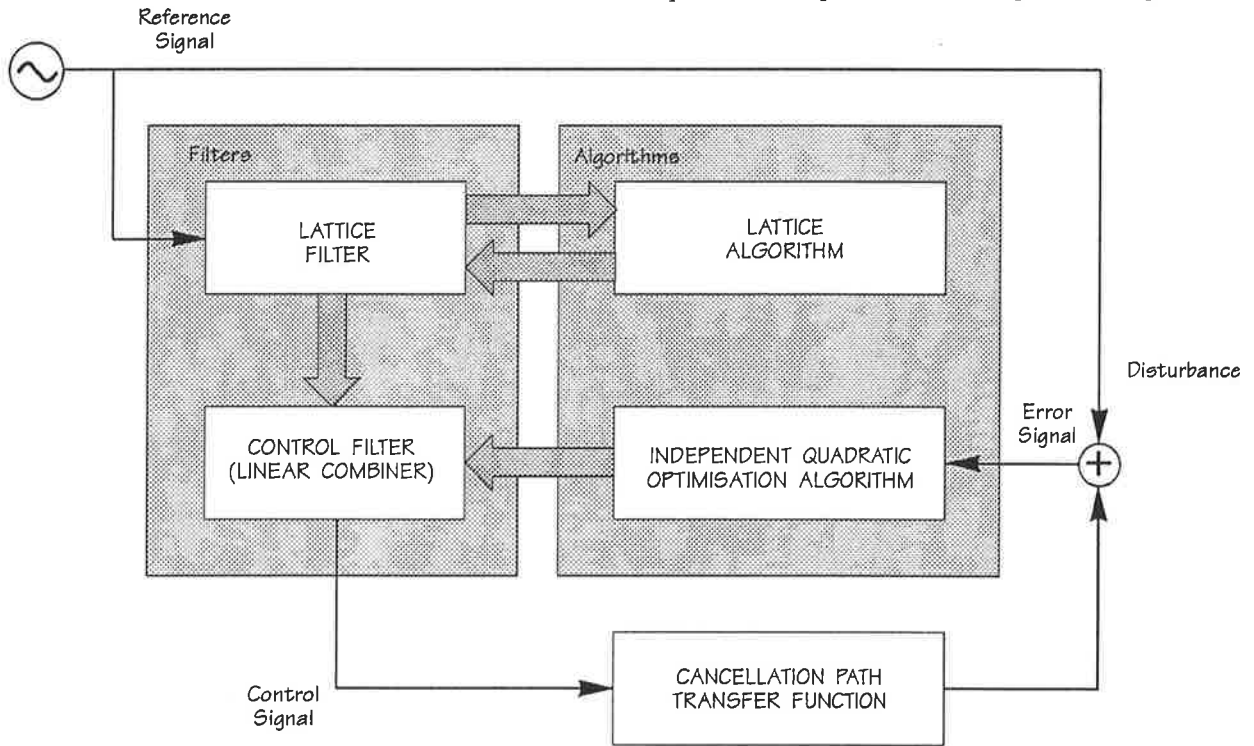 Reference
Signal
Filters
Algorithms
LATTICE
FILTER
LATTICE
ALGORITHM
Disturbance
Error
Signal
CONTROL FILTER
(LINEAR COMBINER)
INDEPENDENT QUADRATIC
OPTIMISATION ALGORITHM
+
Control
Signal
CANCELLATION PATH
TRANSFER FUNCTION